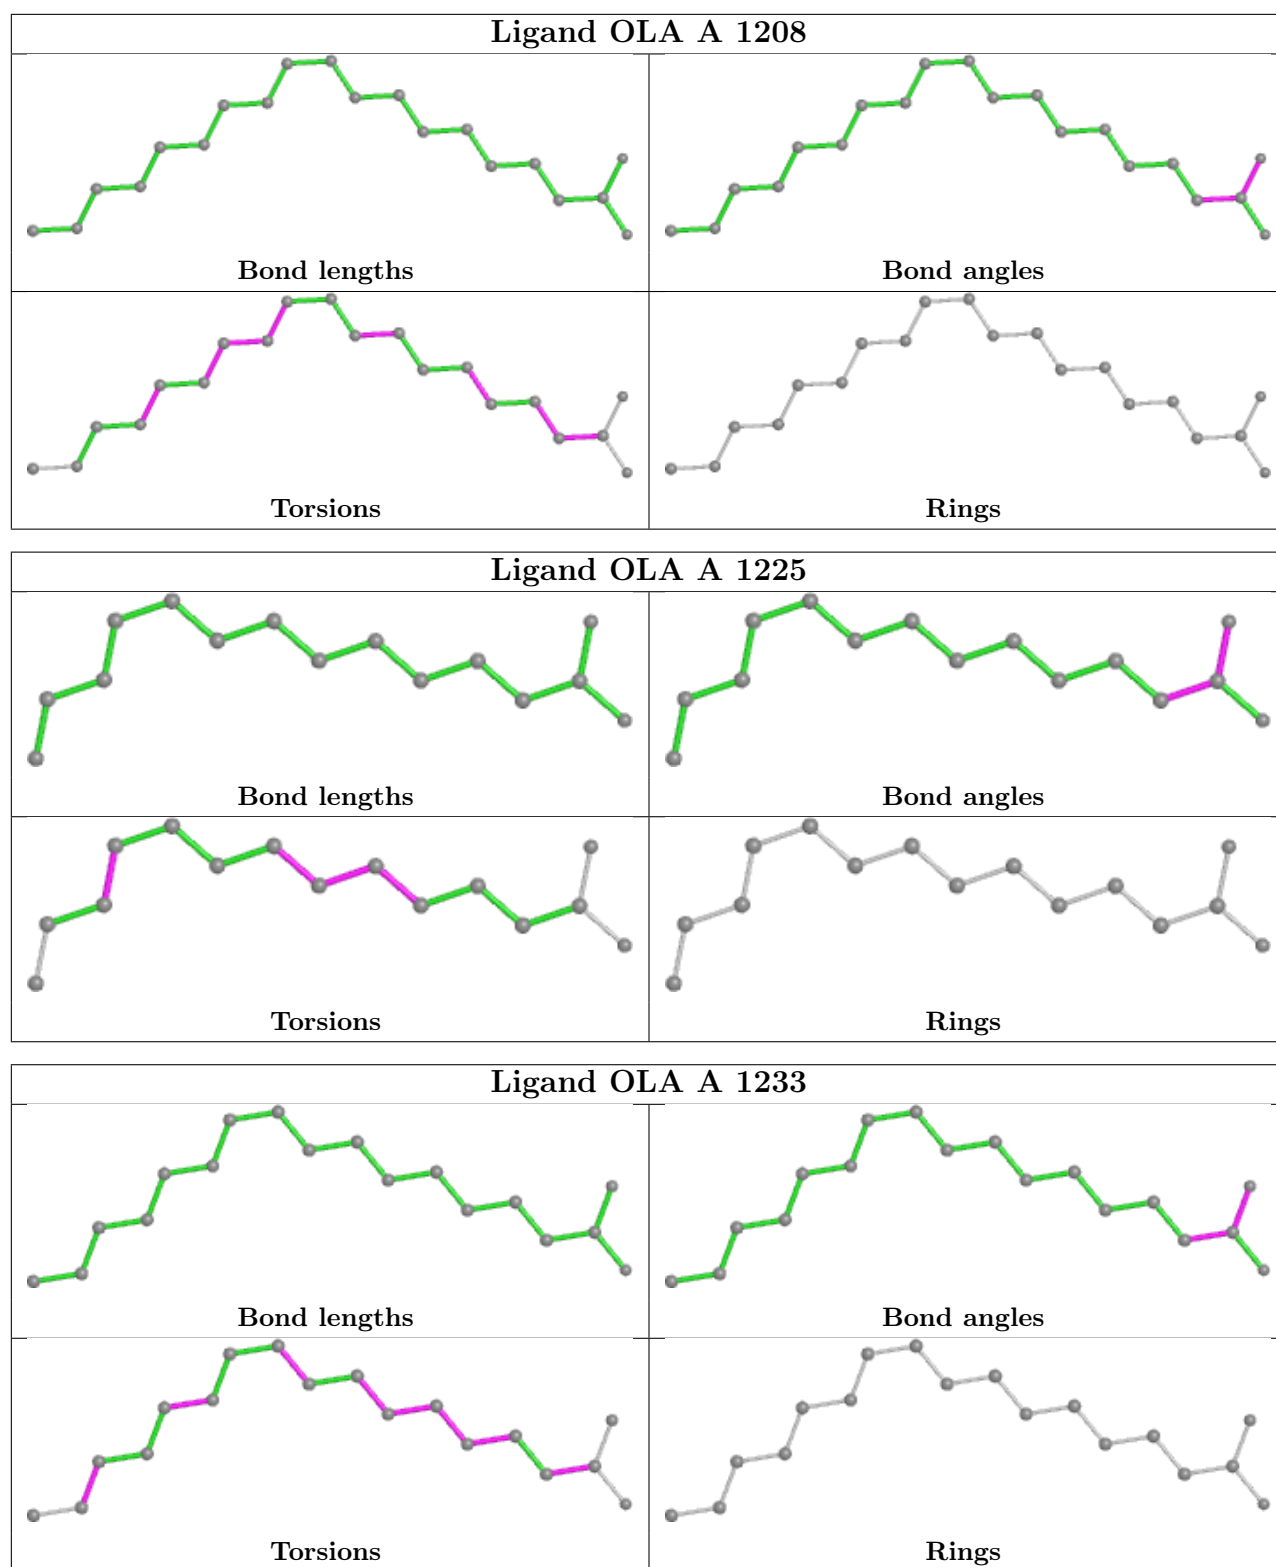 Ligand OLA A 1208
Bond lengths
Bond angles
Torsions
Rings
Ligand OLA A 1225
Bond lengths
Bond angles
Torsions
Rings
Ligand OLA A 1233
Bond lengths
Bond angles
Torsions
Rings